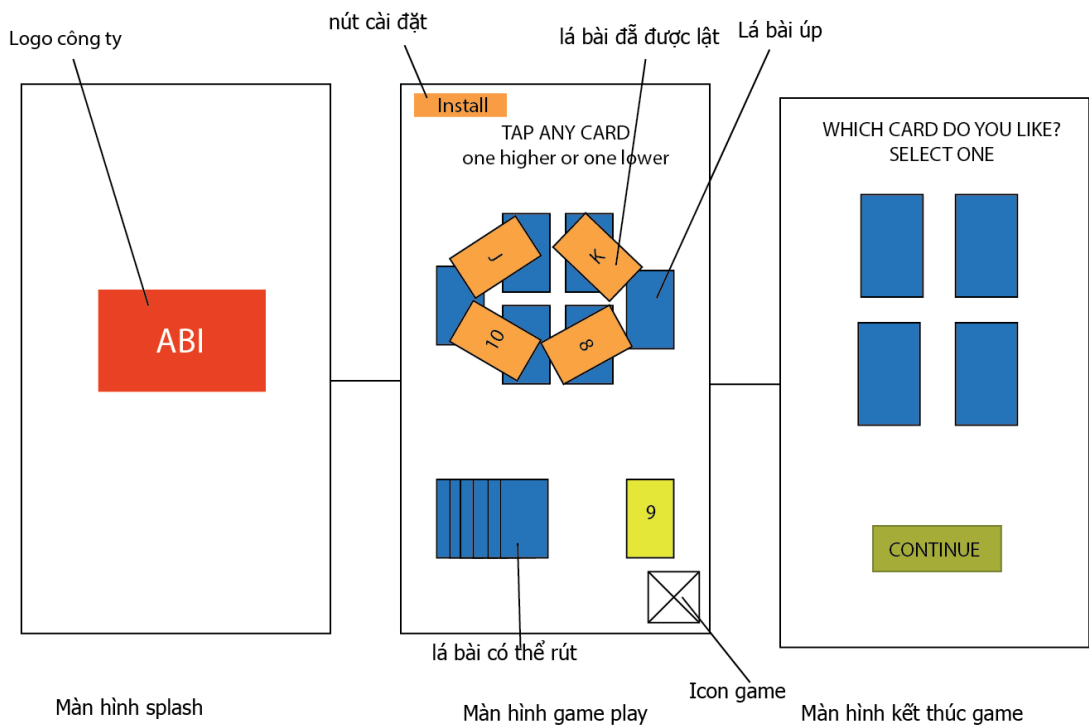 nút cài đặt
Logo công ty
lá bài đẵ được lật
Lá bài úp
ABI
Install
TAP ANY CARD
one higher or one lower
J
K
10
8
9
lá bài có thể rút
Icon game
WHICH CARD DO YOU LIKE?
SELECT ONE
CONTINUE
Màn hình splash
Màn hình game play
Màn hình kết thúc game